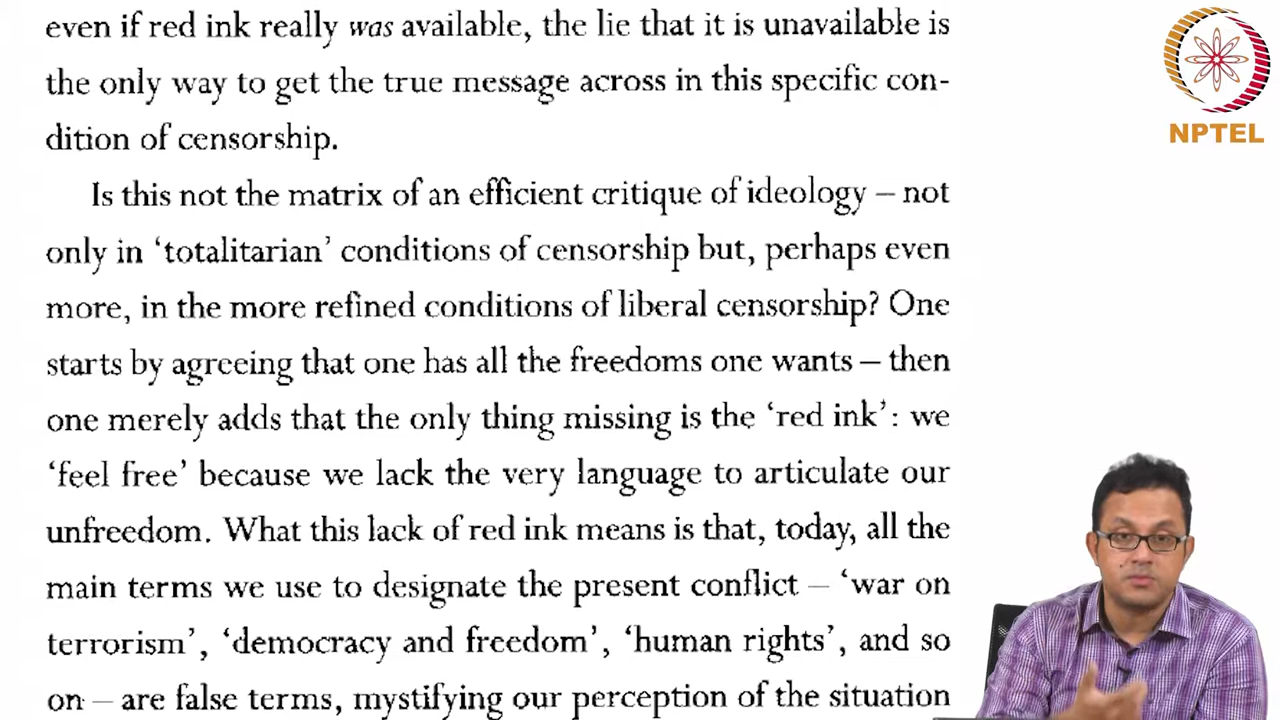 even if red ink really was available, the lie that it is unavailable is
the only way to get the true message across in this specific con-
dition of censorship.
Is this not the matrix of an efficient critique of ideology – not
only in ‘totalitarian’ conditions of censorship but, perhaps even
more, in the more refined conditions of liberal censorship? One
starts by agreeing that one has all the freedoms one wants – then
one merely adds that the only thing missing is the ‘red ink’: we
‘feel free’ because we lack the very language to articulate our
unfreedom. What this lack of red ink means is that, today, all the
main terms we use to designate the present conflict – ‘war on
terrorism’, ‘democracy and freedom’, ‘human rights’, and so
on – are false terms, mystifying our perception of the situation
NPTEL